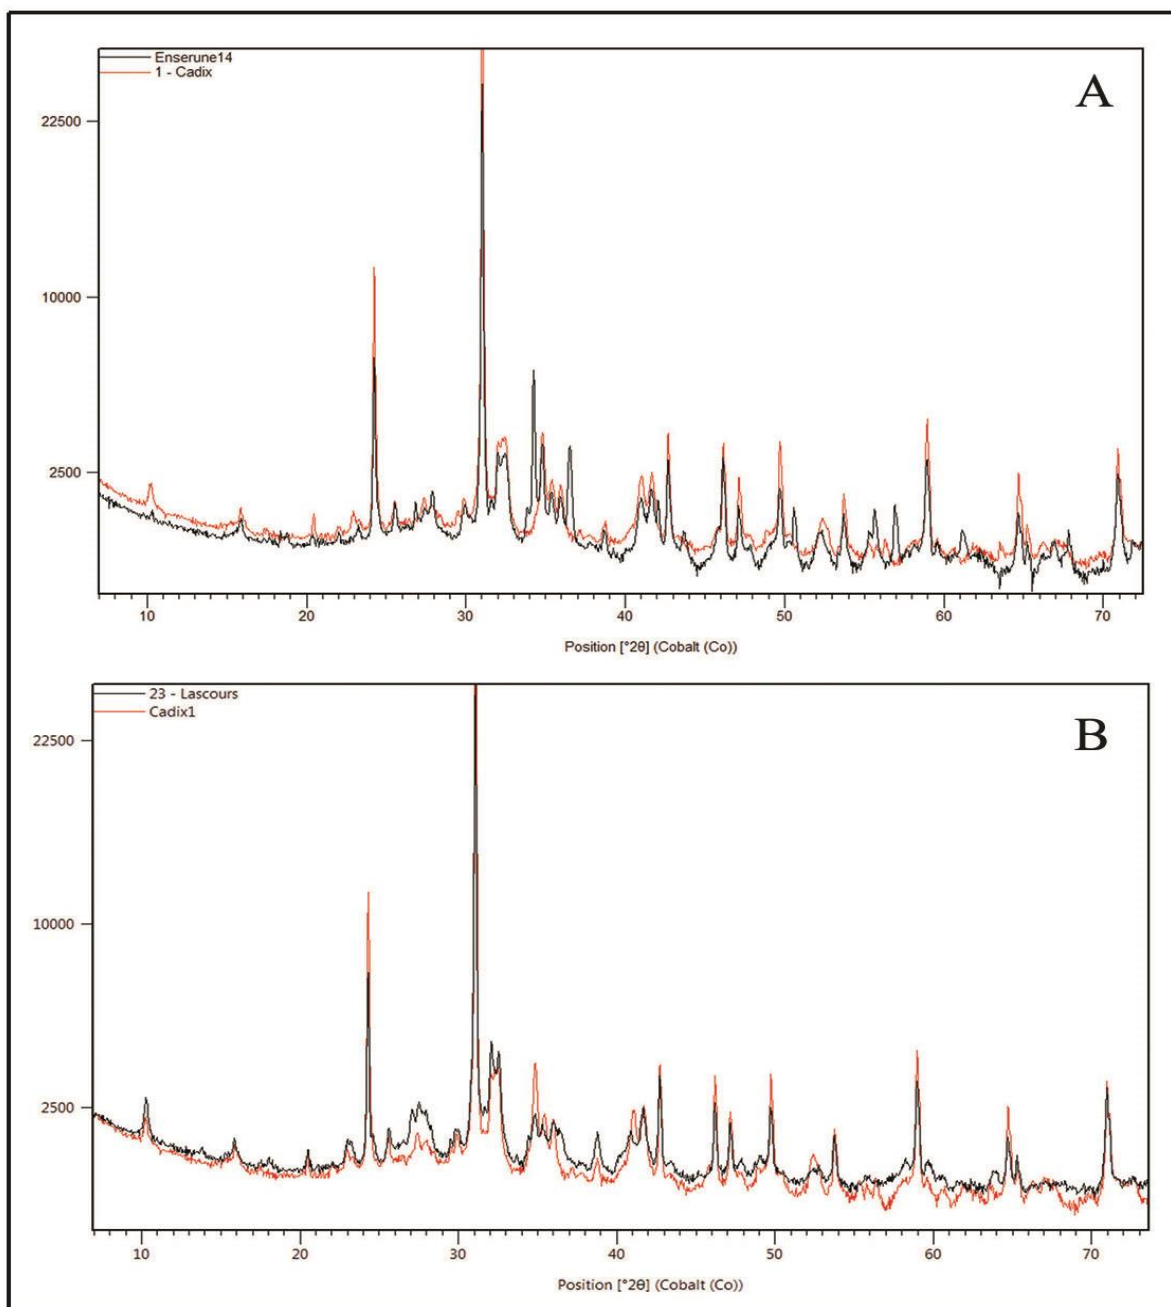 Enserune14
1 - Cadix
A
22500
10000
2500
10 20 30 40 50 60 70
Position [°2θ] (Cobalt (Co))
23 - Lascours
Cadix1
B
22500
10000
2500
10 20 30 40 50 60 70
Position [°2θ] (Cobalt (Co))